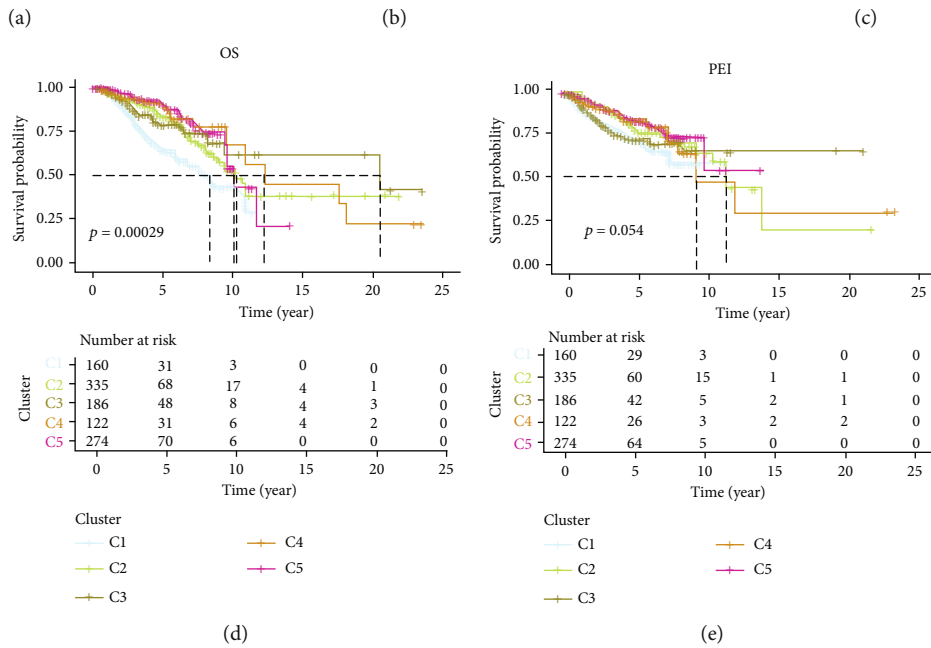 (a) (b) (c)
OS
Survival probability
1.00
0.75
0.50
0.25
0.00
p = 0.00029
0 5 10 15 20 25
Time (year)
Number at risk
Cluster
C1 160 31 3 0 0 0
C2 335 68 17 4 1 0
C3 186 48 8 4 3 0
C4 122 31 6 4 2 0
C5 274 70 6 0 0 0
0 5 10 15 20 25
Time (year)
Cluster
C1 C4
C2 C5
C3
(d)
PEI
Survival probability
1.00
0.75
0.50
0.25
0.00
p = 0.054
0 5 10 15 20 25
Time (year)
Number at risk
Cluster
C1 160 29 3 0 0 0
C2 335 60 15 1 1 0
C3 186 42 5 2 1 0
C4 122 26 3 2 2 0
C5 274 64 5 0 0 0
0 5 10 15 20 25
Time (year)
Cluster
C1 C4
C2 C5
C3
(e)